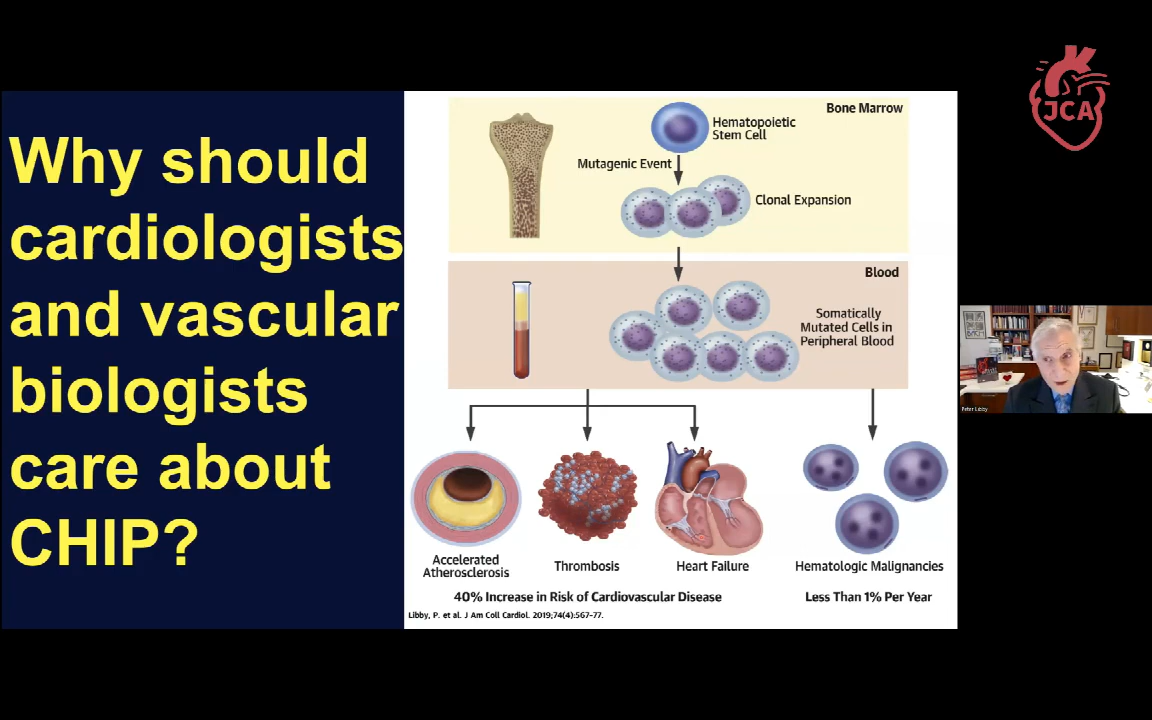 JCA
Why should
cardiologists
and vascular
biologists
care about
CHIP?
Bone Marrow
Hematopoietic
Stem Cell
Mutagenic Event
Clonal Expansion
Blood
Somatically
Mutated Cells in
Peripheral Blood
Accelerated
Atherosclerosis
Thrombosis
Heart Failure
Hematologic Malignancies
40% Increase in Risk of Cardiovascular Disease
Less Than 1% Per Year
Libby, P. et al. J Am Coll Cardiol. 2019;74(4):567-77.
Peter Libby